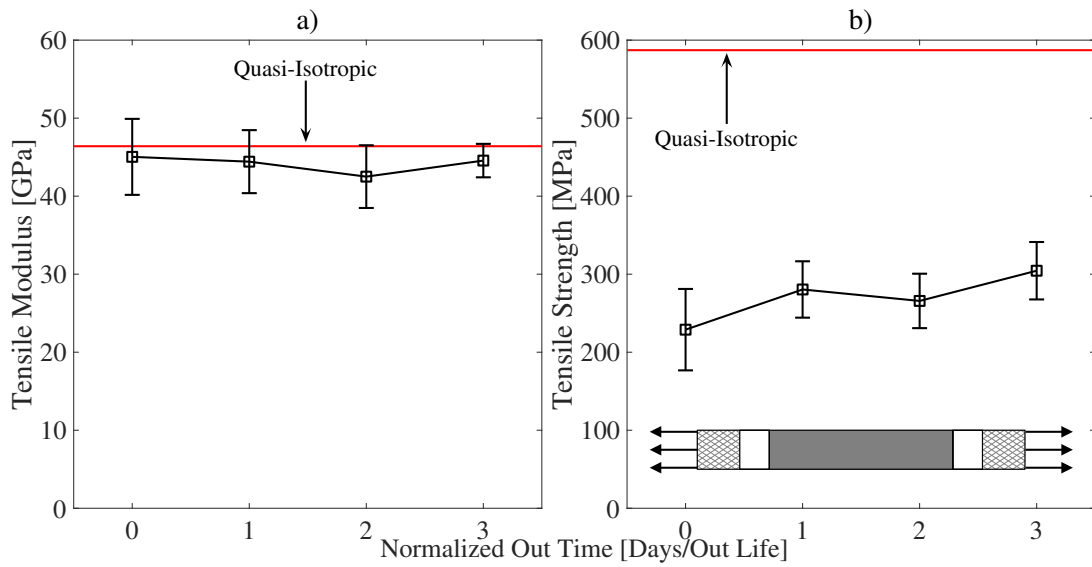 a)
60
50
40
30
20
10
0
0 1 2 3
Tensile Modulus [GPa]
Quasi-Isotropic
b)
600
500
400
300
200
100
0
0 1 2 3
Tensile Strength [MPa]
Quasi-Isotropic
Normalized Out Time [Days/Out Life]